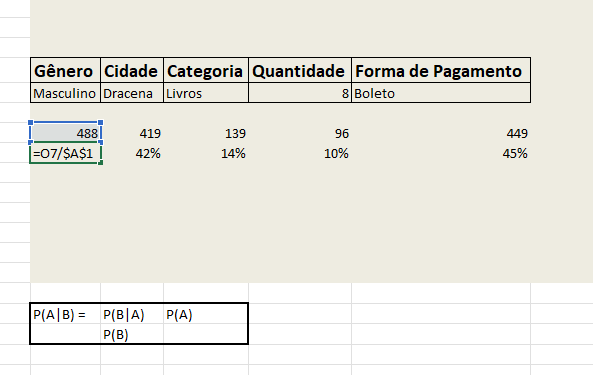 Gênero Cidade Categoria Quantidade Forma de Pagamento
Masculino Dracena Livros 8 Boleto
488 419 139 96 449
=O7/$A$1 42% 14% 10% 45%
P(A|B) = P(B|A) P(A)
P(B)